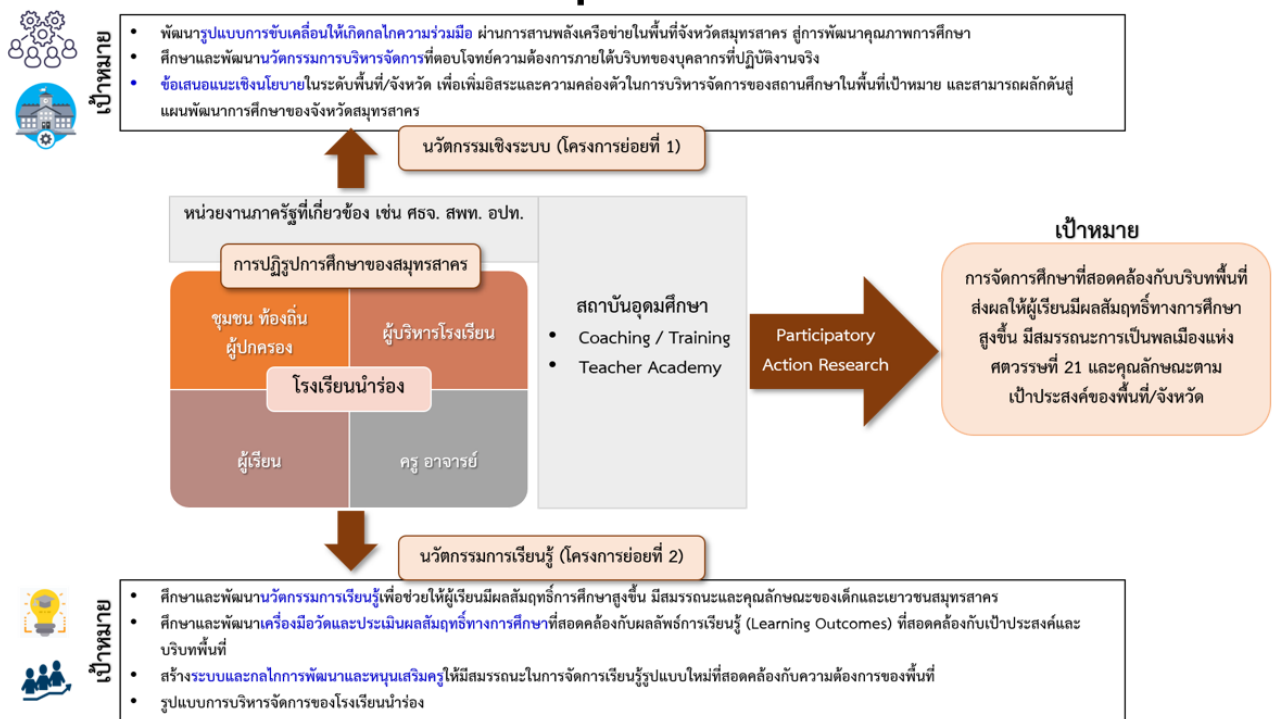 เป้าหมาย
• พัฒนารูปแบบการขับเคลื่อนให้เกิดกลไกความร่วมมือ ผ่านการสานพลังเครือข่ายในพื้นที่จังหวัดสมุทรสาคร สู่การพัฒนาคุณภาพการศึกษา
• ศึกษาและพัฒนานวัตกรรมการบริหารจัดการที่ตอบโจทย์ความต้องการภายใต้บริบทของบุคลากรที่ปฏิบัติงานจริง
• ข้อเสนอแนะเชิงนโยบายในระดับพื้นที่/จังหวัด เพื่อเพิ่มอิสระและความคล่องตัวในการบริหารจัดการของสถานศึกษาในพื้นที่เป้าหมาย และสามารถผลักดันสู่
แผนพัฒนาการศึกษาของจังหวัดสมุทรสาคร
นวัตกรรมเชิงระบบ (โครงการย่อยที่ 1)
หน่วยงานภาครัฐที่เกี่ยวข้อง เช่น ศธจ. สพท. อปท.
การปฏิรูปการศึกษาของสมุทรสาคร
ชุมชน ท้องถิ่น
ผู้ปกครอง
ผู้บริหารโรงเรียน
โรงเรียนนำร่อง
ผู้เรียน
ครู อาจารย์
สถาบันอุดมศึกษา
• Coaching / Training
• Teacher Academy
Participatory
Action Research
เป้าหมาย
การจัดการศึกษาที่สอดคล้องกับบริบทพื้นที่
ส่งผลให้ผู้เรียนมีผลสัมฤทธิ์ทางการศึกษา
สูงขึ้น มีสมรรถนะการเป็นพลเมืองแห่ง
ศตวรรษที่ 21 และคุณลักษณะตาม
เป้าประสงค์ของพื้นที่/จังหวัด
นวัตกรรมการเรียนรู้ (โครงการย่อยที่ 2)
เป้าหมาย
• ศึกษาและพัฒนานวัตกรรมการเรียนรู้เพื่อช่วยให้ผู้เรียนมีผลสัมฤทธิ์การศึกษาสูงขึ้น มีสมรรถนะและคุณลักษณะของเด็กและเยาวชนสมุทรสาคร
• ศึกษาและพัฒนาเครื่องมือวัดและประเมินผลสัมฤทธิ์ทางการศึกษาที่สอดคล้องกับผลลัพธ์การเรียนรู้ (Learning Outcomes) ที่สอดคล้องกับเป้าประสงค์และ
บริบทพื้นที่
• สร้างระบบและกลไกการพัฒนาและหนุนเสริมครูให้มีสมรรถนะในการจัดการเรียนรู้รูปแบบใหม่ที่สอดคล้องกับความต้องการของพื้นที่
• รูปแบบการบริหารจัดการของโรงเรียนนำร่อง